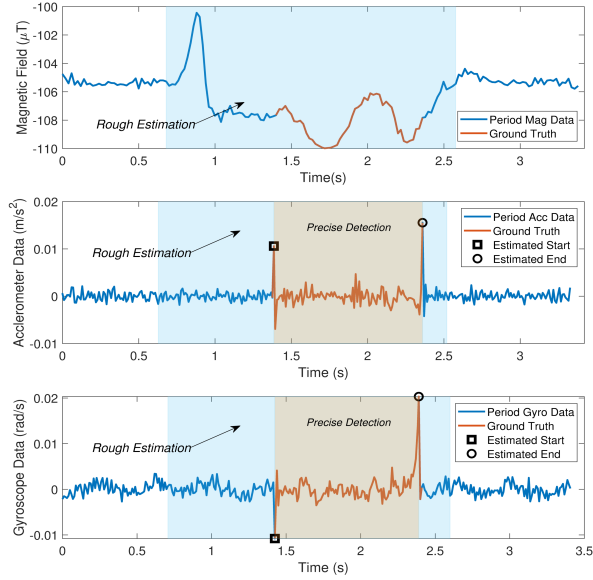 -100
-102
-104
-106
-108
-110
Magnetic Field (μT)
Rough Estimation
Period Mag Data
Ground Truth
0 0.5 1 1.5 2 2.5 3
Time(s)
0.02
0.01
0
-0.01
Acclerometer Data (m/s²)
Rough Estimation
Precise Detection
Period Acc Data
Ground Truth
Estimated Start
Estimated End
0 0.5 1 1.5 2 2.5 3
Time (s)
0.02
0.01
0
-0.01
Gyroscope Data (rad/s)
Rough Estimation
Precise Detection
Period Gyro Data
Ground Truth
Estimated Start
Estimated End
0 0.5 1 1.5 2 2.5 3 3.5
Time (s)